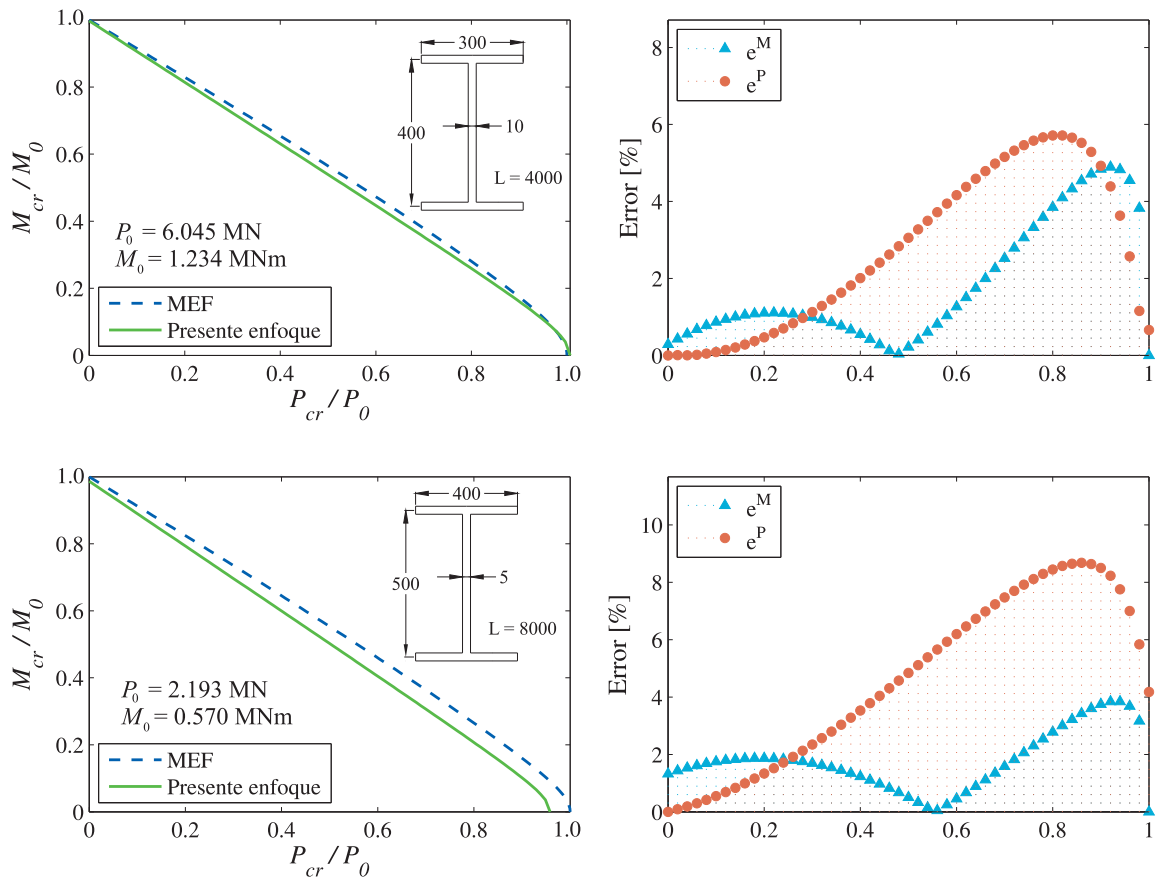 1.0
0.8
0.6
0.4
0.2
0
M_cr / M_0
300
400
10
L = 4000
P_0 = 6.045 MN
M_0 = 1.234 MNm
MEF
Presente enfoque
0 0.2 0.4 0.6 0.8 1.0
P_cr / P_0
8
6
4
2
0
Error [%]
e^M
e^P
0 0.2 0.4 0.6 0.8 1
1.0
0.8
0.6
0.4
0.2
0
M_cr / M_0
400
500
5
L = 8000
P_0 = 2.193 MN
M_0 = 0.570 MNm
MEF
Presente enfoque
0 0.2 0.4 0.6 0.8 1.0
P_cr / P_0
10
8
6
4
2
0
Error [%]
e^M
e^P
0 0.2 0.4 0.6 0.8 1